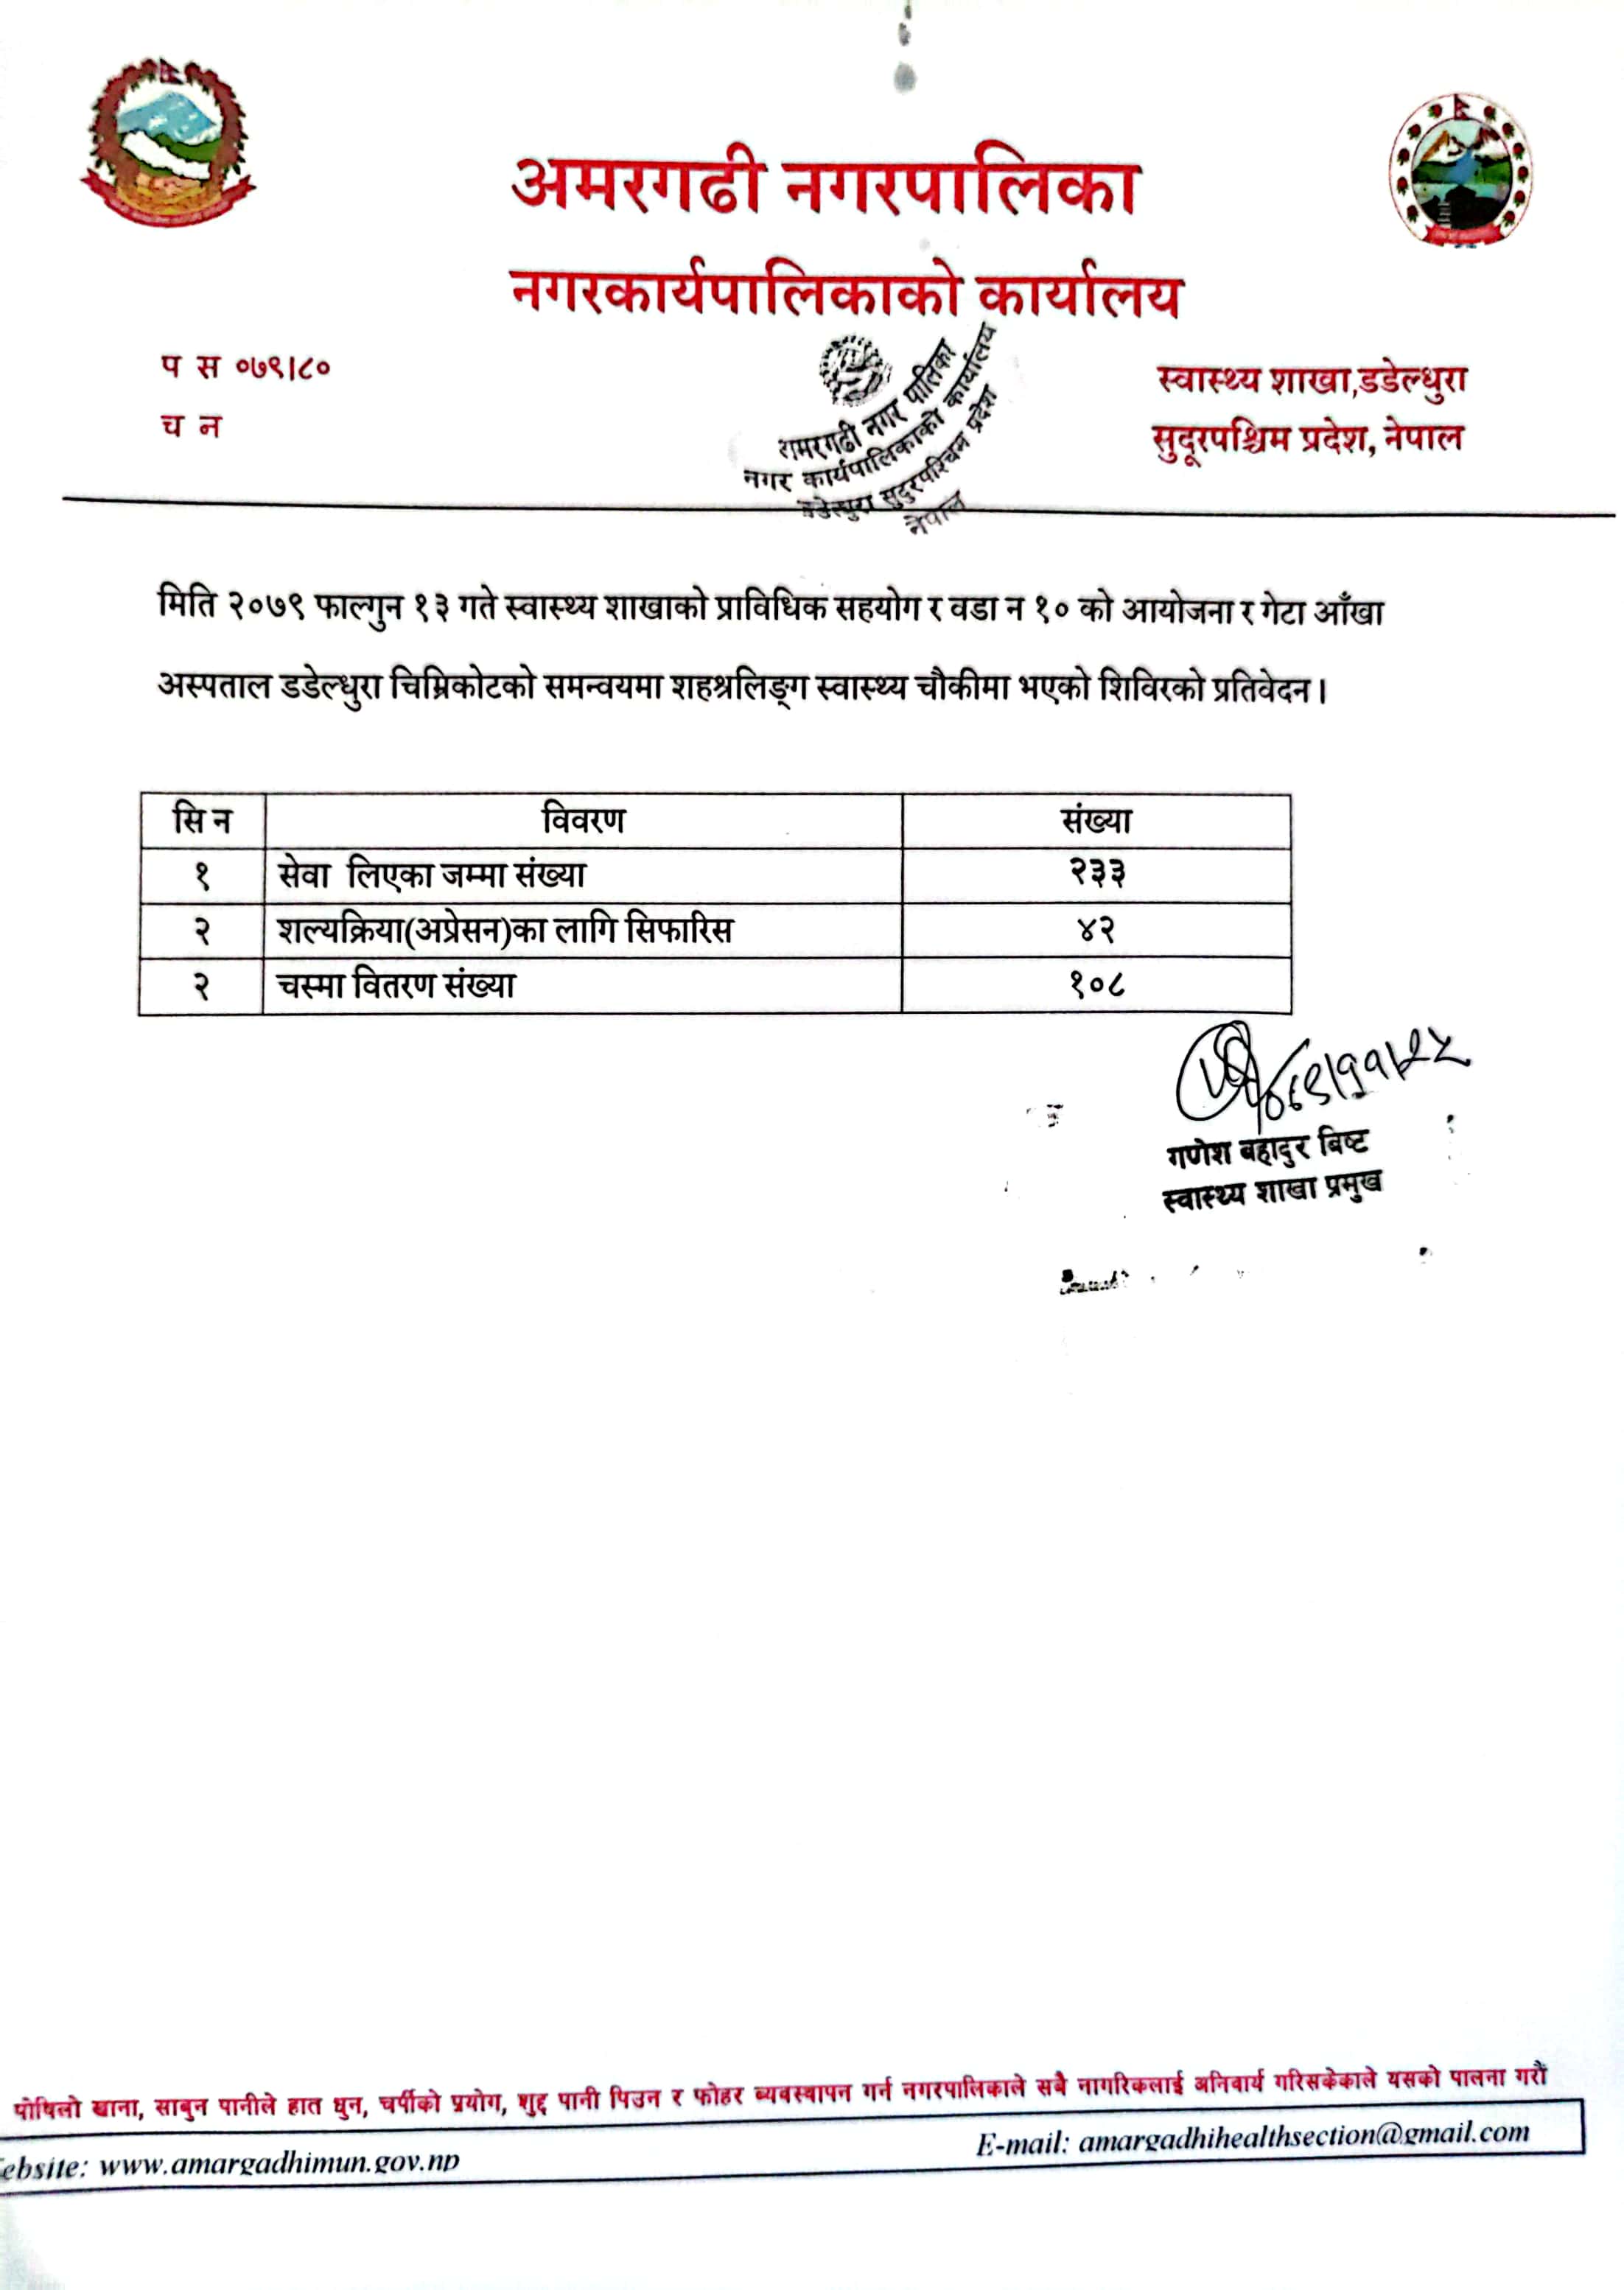 अमरगढी नगरपालिका
नगरकार्यपालिकाको कार्यालय
प स ०७९।८०
च न
स्वास्थ्य शाखा,डडेल्धुरा
सुदूरपश्चिम प्रदेश, नेपाल
अमरगढी नगर पालिका
नगर कार्यपालिकाको कार्यालय
डडेल्धुरा सुदुरपश्चिम प्रदेश
नेपाल
मिति २०७९ फाल्गुन १३ गते स्वास्थ्य शाखाको प्राविधिक सहयोग र वडा न १० को आयोजना र गेटा आँखा
अस्पताल डडेल्धुरा चिम्रिकोटको समन्वयमा शहश्रलिङ्ग स्वास्थ्य चौकीमा भएको शिविरको प्रतिवेदन।
सि न विवरण संख्या
१ सेवा लिएका जम्मा संख्या २३३
२ शल्यक्रिया(अप्रेसन)का लागि सिफारिस ४२
२ चस्मा वितरण संख्या १०८
गणेश बहादुर बिष्ट
स्वास्थ्य शाखा प्रमुख
पोषिलो खाना, साबुन पानीले हात धुन, चर्पीको प्रयोग, शुद्द पानी पिउन र फोहर ब्यवस्थापन गर्न नगरपालिकाले सबै नागरिकलाई अनिवार्य गरिसकेकाले यसको पालना गरौं
ebsite: www.amargadhimun.gov.np
E-mail: amargadhihealthsection@gmail.com